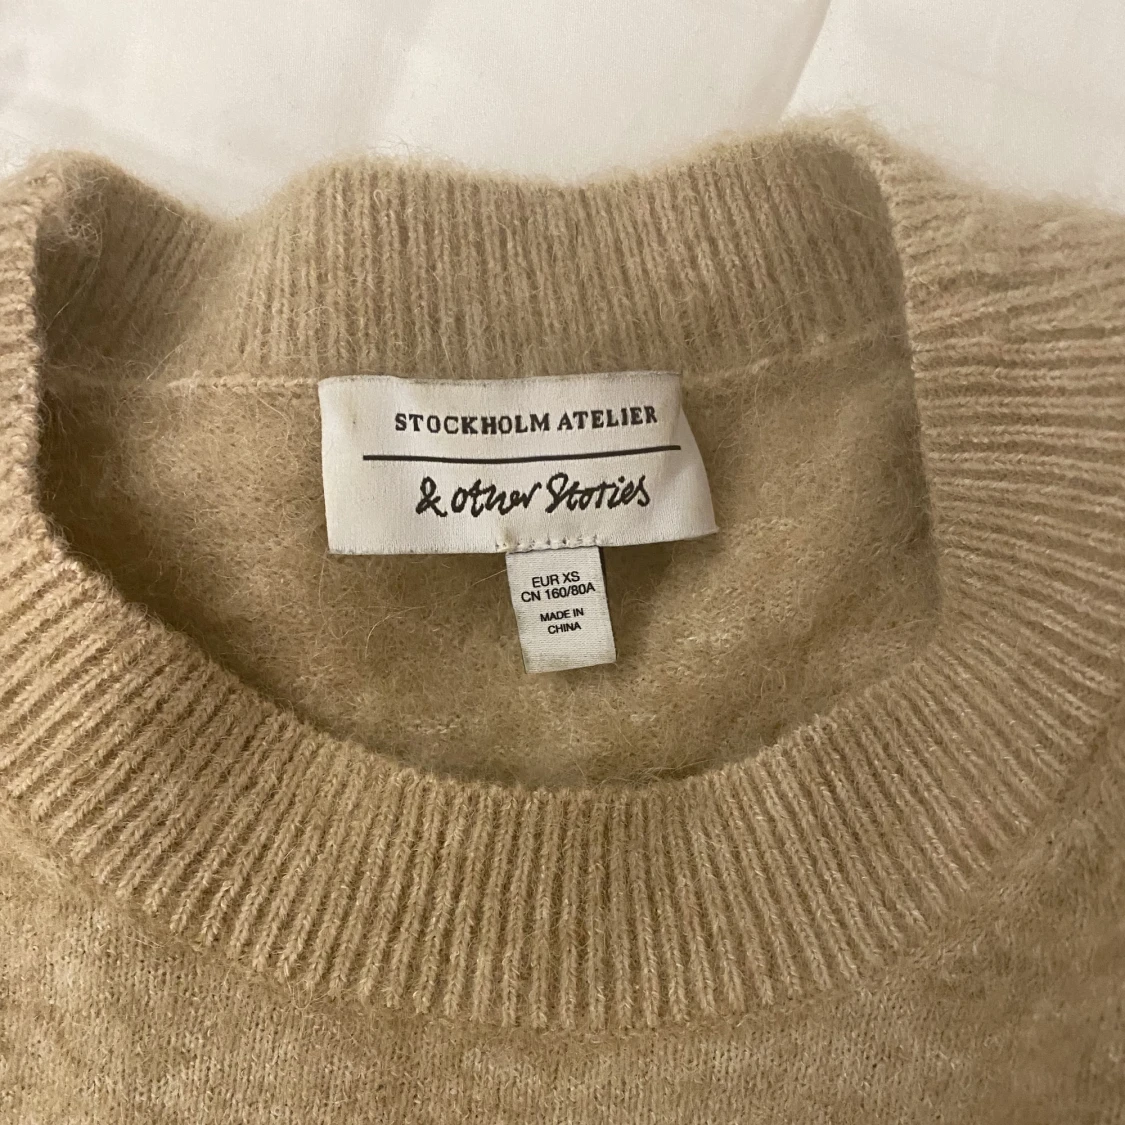 STOCKHOLM ATELIER
& other Stories
EUR XS
CN 160/80A
MADE IN
CHINA